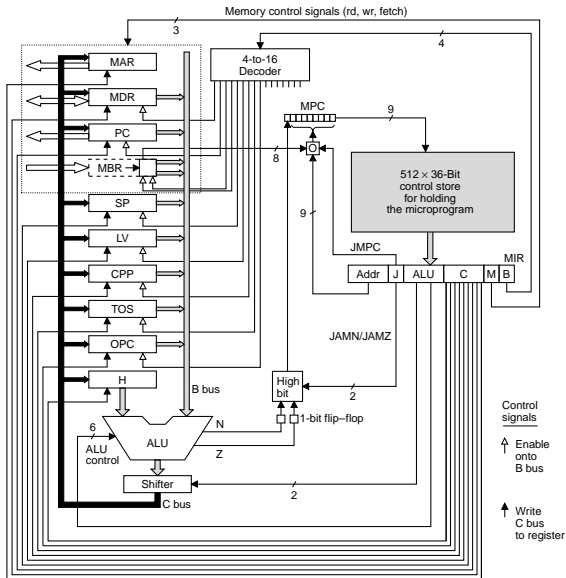 Memory control signals (rd, wr, fetch)
3
4
MAR
MDR
PC
MBR
SP
LV
CPP
TOS
OPC
H
4-to-16
Decoder
MPC
9
8
O
9
512 × 36-Bit
control store
for holding
the microprogram
JMPC
MIR
Addr J ALU C M B
JAMN/JAMZ
B bus
High
bit
2
1-bit flip–flop
N
Z
6
ALU
control
ALU
Shifter
C bus
2
Control
signals
Enable
onto
B bus
Write
C bus
to register